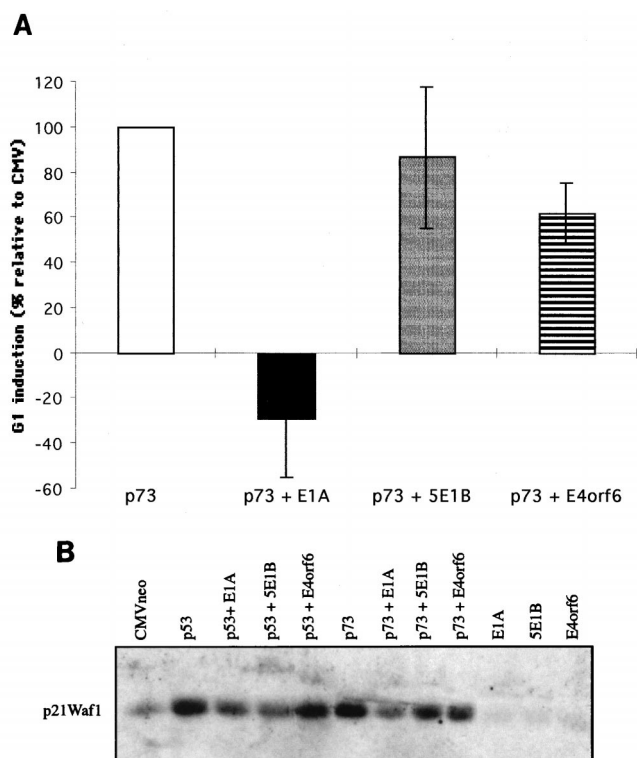 A
G1 induction (% relative to CMV)
120
100
80
60
40
20
0
-20
-40
-60
p73
p73 + E1A
p73 + 5E1B
p73 + E4orf6
B
CMVneo
p53
p53+ E1A
p53 + 5E1B
p53 + E4orf6
p73
p73 + E1A
p73 + 5E1B
p73 + E4orf6
E1A
5E1B
E4orf6
p21Waf1